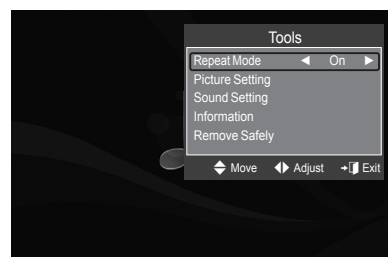 Tools
Repeat Mode ◀ On ▶
Picture Setting
Sound Setting
Information
Remove Safely
Move Adjust Exit